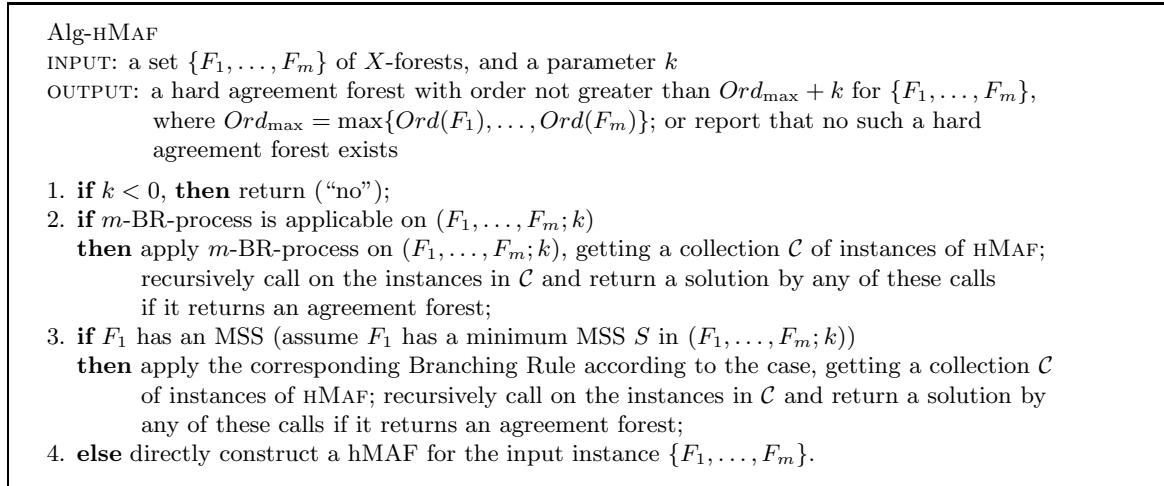 Alg-HMAF
INPUT: a set {F₁, . . . , Fₘ} of X-forests, and a parameter k
OUTPUT: a hard agreement forest with order not greater than Ord_max + k for {F₁, . . . , Fₘ},
where Ord_max = max{Ord(F₁), . . . , Ord(Fₘ)}; or report that no such a hard
agreement forest exists
1. if k < 0, then return (“no”);
2. if m-BR-process is applicable on (F₁, . . . , Fₘ; k)
then apply m-BR-process on (F₁, . . . , Fₘ; k), getting a collection 𝒞 of instances of HMAF;
recursively call on the instances in 𝒞 and return a solution by any of these calls
if it returns an agreement forest;
3. if F₁ has an MSS (assume F₁ has a minimum MSS S in (F₁, . . . , Fₘ; k))
then apply the corresponding Branching Rule according to the case, getting a collection 𝒞
of instances of HMAF; recursively call on the instances in 𝒞 and return a solution by
any of these calls if it returns an agreement forest;
4. else directly construct a hMAF for the input instance {F₁, . . . , Fₘ}.